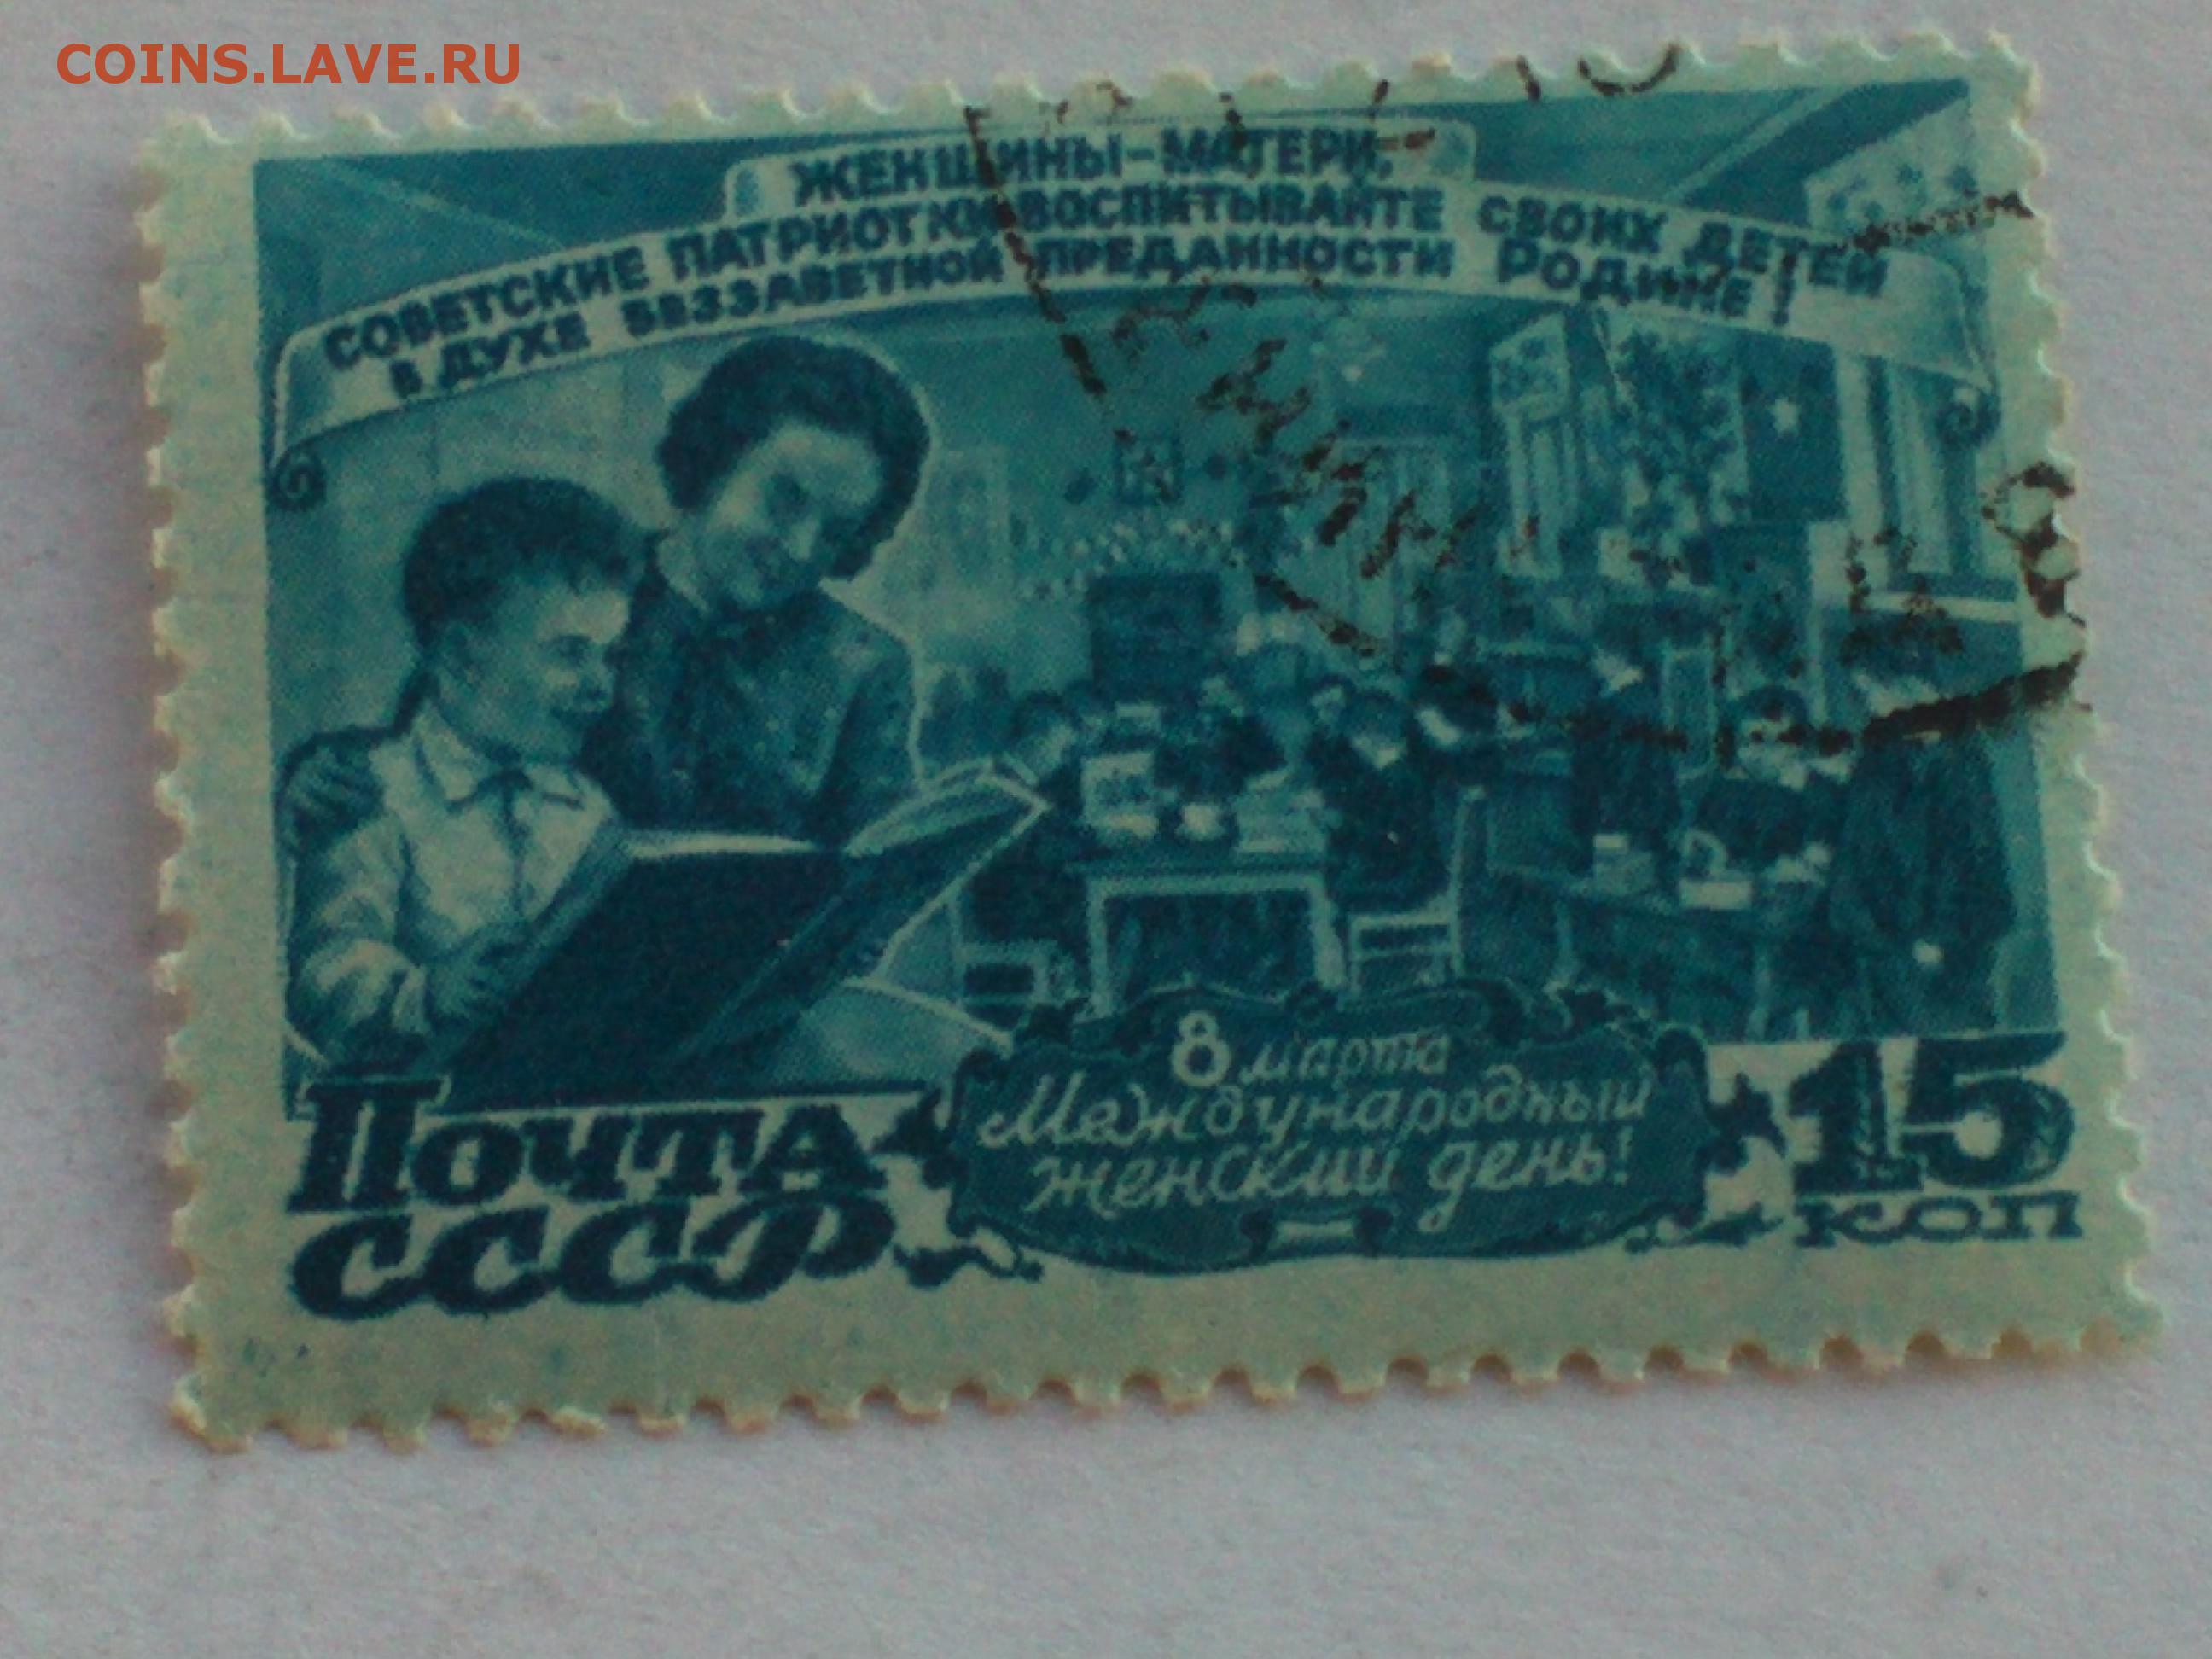 COINS.LAVE.RU
ЖЕНЩИНЫ-МАТЕРИ,
СОВЕТСКИЕ ПАТРИОТКИ ВОСПИТЫВАЙТЕ СВОИХ ДЕТЕЙ
В ДУХЕ БЕЗЗАВЕТНОЙ ПРЕДАННОСТИ РОДИНЕ!
8 марта
Международный
женский день!
ПОЧТА
СССР
15
КОП